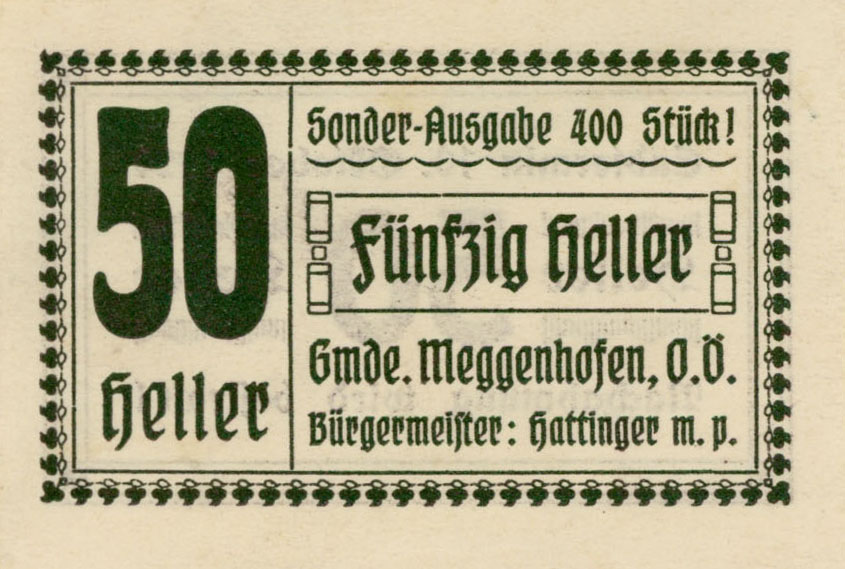 50
Heller
Sonder-Ausgabe 400 Stück!
Fünfzig Heller
Gmde. Meggenhofen, O.Ö.
Bürgermeiſter: Hattinger m. p.